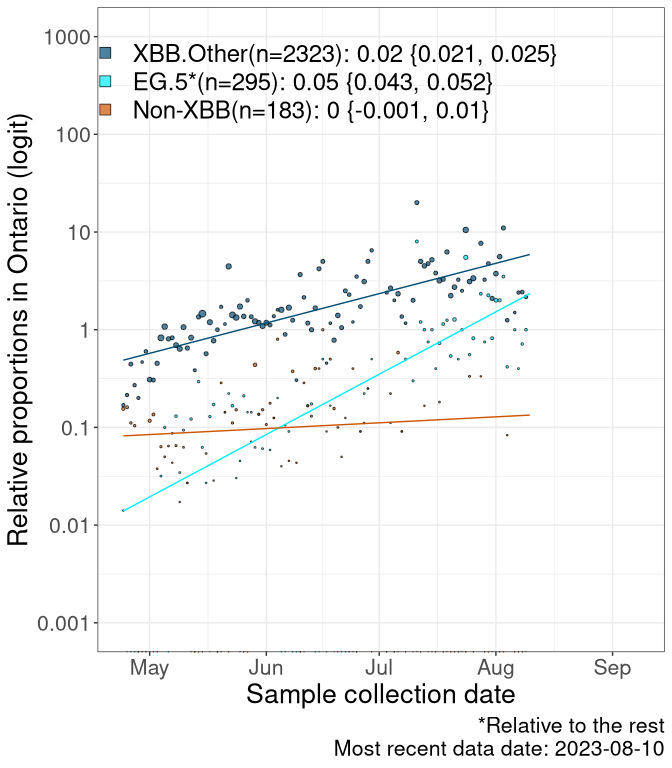 1000
100
10
1
0.1
0.01
0.001
Relative proportions in Ontario (logit)
XBB.Other(n=2323): 0.02 {0.021, 0.025}
EG.5*(n=295): 0.05 {0.043, 0.052}
Non-XBB(n=183): 0 {-0.001, 0.01}
May Jun Jul Aug Sep
Sample collection date
*Relative to the rest
Most recent data date: 2023-08-10